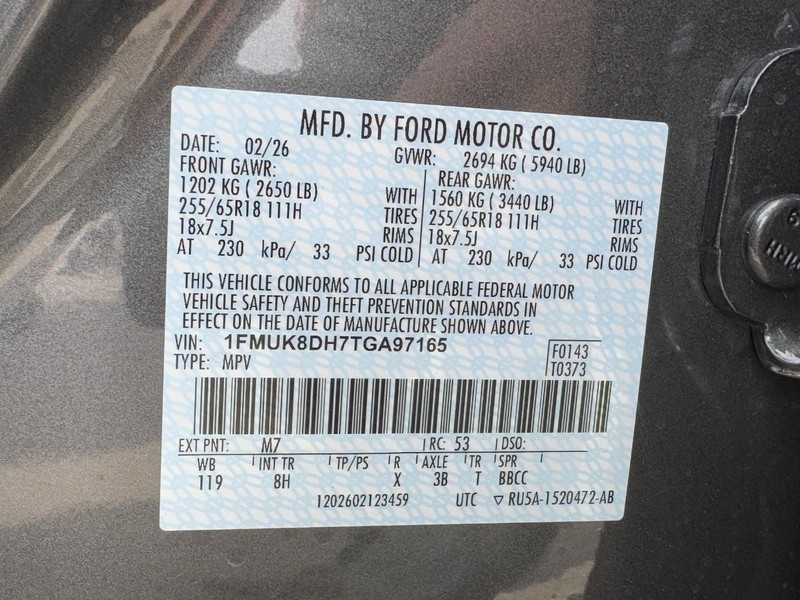 MFD. BY FORD MOTOR CO.
DATE: 02/26 GVWR: 2694 KG ( 5940 LB)
FRONT GAWR: REAR GAWR:
1202 KG ( 2650 LB) WITH 1560 KG ( 3440 LB) WITH
255/65R18 111H TIRES 255/65R18 111H TIRES
18x7.5J RIMS 18x7.5J RIMS
AT 230 kPa/ 33 PSI COLD AT 230 kPa/ 33 PSI COLD
THIS VEHICLE CONFORMS TO ALL APPLICABLE FEDERAL MOTOR
VEHICLE SAFETY AND THEFT PREVENTION STANDARDS IN
EFFECT ON THE DATE OF MANUFACTURE SHOWN ABOVE.
VIN: 1FMUK8DH7TGA97165 F0143
TYPE: MPV T0373
EXT PNT: M7 RC: 53 DSO:
WB INT TR TP/PS R AXLE TR SPR
119 8H X 3B T BBCC
1202602123459 UTC ▽ RU5A-1520472-AB